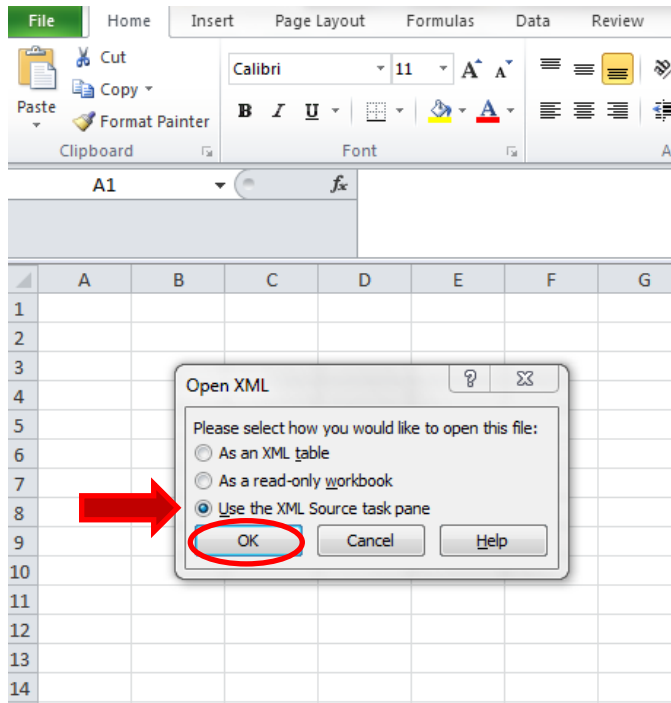 File Home Insert Page Layout Formulas Data Review
Cut
Calibri 11 A A
Copy
Paste
Format Painter
B I U A
Clipboard Font A
A1 fx
A B C D E F G
1
2
3
Open XML
4
5 Please select how you would like to open this file:
6 As an XML table
7 As a read-only workbook
8 Use the XML Source task pane
9 OK Cancel Help
10
11
12
13
14